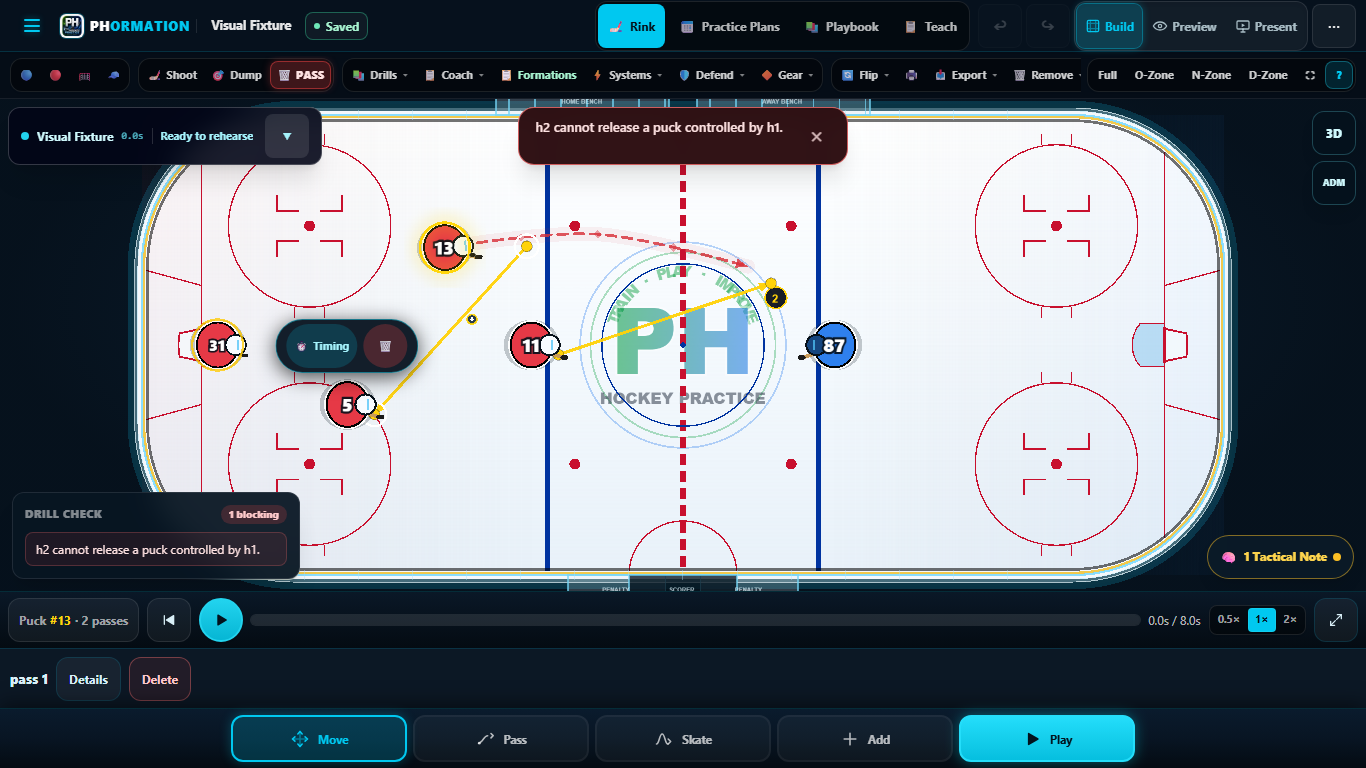 PHORMATION
Visual Fixture
Saved
Rink
Practice Plans
Playbook
Teach
Build
Preview
Present
...
Shoot
Dump
PASS
Drills
Coach
Formations
Systems
Defend
Gear
Flip
Export
Remove
Full
O-Zone
N-Zone
D-Zone
?
HOME BENCH
AWAY BENCH
Visual Fixture 0.0s Ready to rehearse
h2 cannot release a puck controlled by h1.
3D
ADM
13
TRAIN · PLAY · IMPROVE
2
31
Timing
11
PH
87
5
HOCKEY PRACTICE
DRILL CHECK
1 blocking
h2 cannot release a puck controlled by h1.
1 Tactical Note
PENALTY
SCORER
PENALTY
Puck #13 · 2 passes
0.0s / 8.0s
0.5×
1×
2×
pass 1
Details
Delete
Move
Pass
Skate
Add
Play